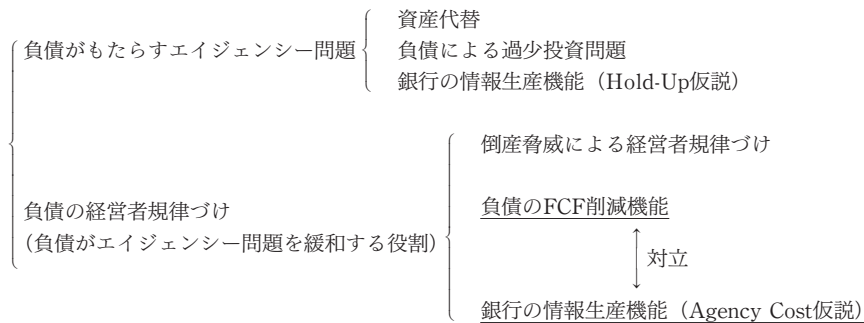 資産代替
負債がもたらすエイジェンシー問題
負債による過少投資問題
銀行の情報生産機能（Hold-Up仮説）
倒産脅威による経営者規律づけ
負債の経営者規律づけ
（負債がエイジェンシー問題を緩和する役割）
負債のFCF削減機能
対立
銀行の情報生産機能（Agency Cost仮説）